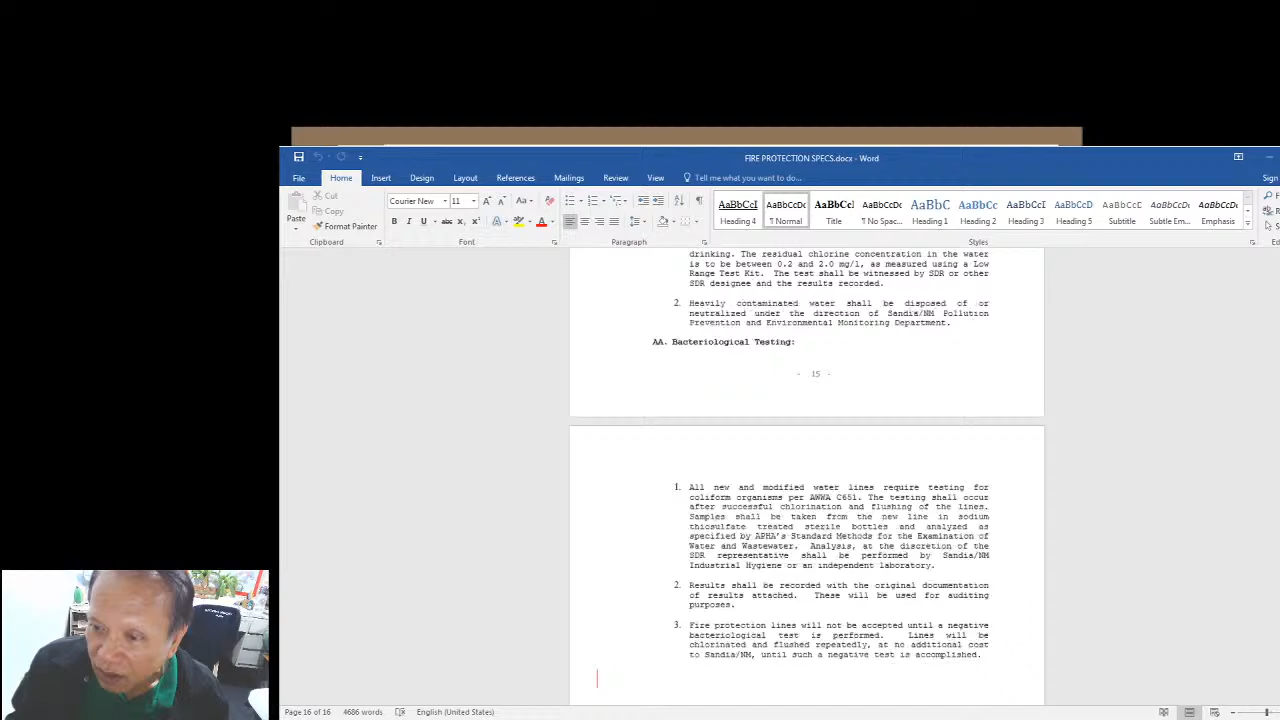 FIRE PROTECTION SPECS.docx - Word
Sign
File Home Insert Design Layout References Mailings Review View Tell me what you want to do...
Paste
Cut
Copy
Format Painter
Clipboard
Courier New 11
Aa
B I U abc x2 x2
Font
Paragraph
AaBbCcI AaBbCcDc AaBbCcI AaBbCcDc AaBbC AaBbCc AaBbCcI AaBbCcD AaBbCcD AaBbCcDc AaBbCcDc
Heading 4 ¶ Normal Title ¶ No Spac... Heading 1 Heading 2 Heading 3 Heading 5 Subtitle Subtle Em... Emphasis
Styles
drinking. The residual chlorine concentration in the water
is to be between 0.2 and 2.0 mg/l, as measured using a Low
Range Test Kit. The test shall be witnessed by SDR or other
SDR designee and the results recorded.
2. Heavily contaminated water shall be disposed of or
neutralized under the direction of Sandia/NM Pollution
Prevention and Environmental Monitoring Department.
AA. Bacteriological Testing:
- 15 -
1. All new and modified water lines require testing for
coliform organisms per AWWA C651. The testing shall occur
after successful chlorination and flushing of the lines.
Samples shall be taken from the new line in sodium
thiosulfate treated sterile bottles and analyzed as
specified by APHA's Standard Methods for the Examination of
Water and Wastewater. Analysis, at the discretion of the
SDR representative shall be performed by Sandia/NM
Industrial Hygiene or an independent laboratory.
2. Results shall be recorded with the original documentation
of results attached. These will be used for auditing
purposes.
3. Fire protection lines will not be accepted until a negative
bacteriological test is performed. Lines will be
chlorinated and flushed repeatedly, at no additional cost
to Sandia/NM, until such a negative test is accomplished.
Page 16 of 16 4686 words English (United States)